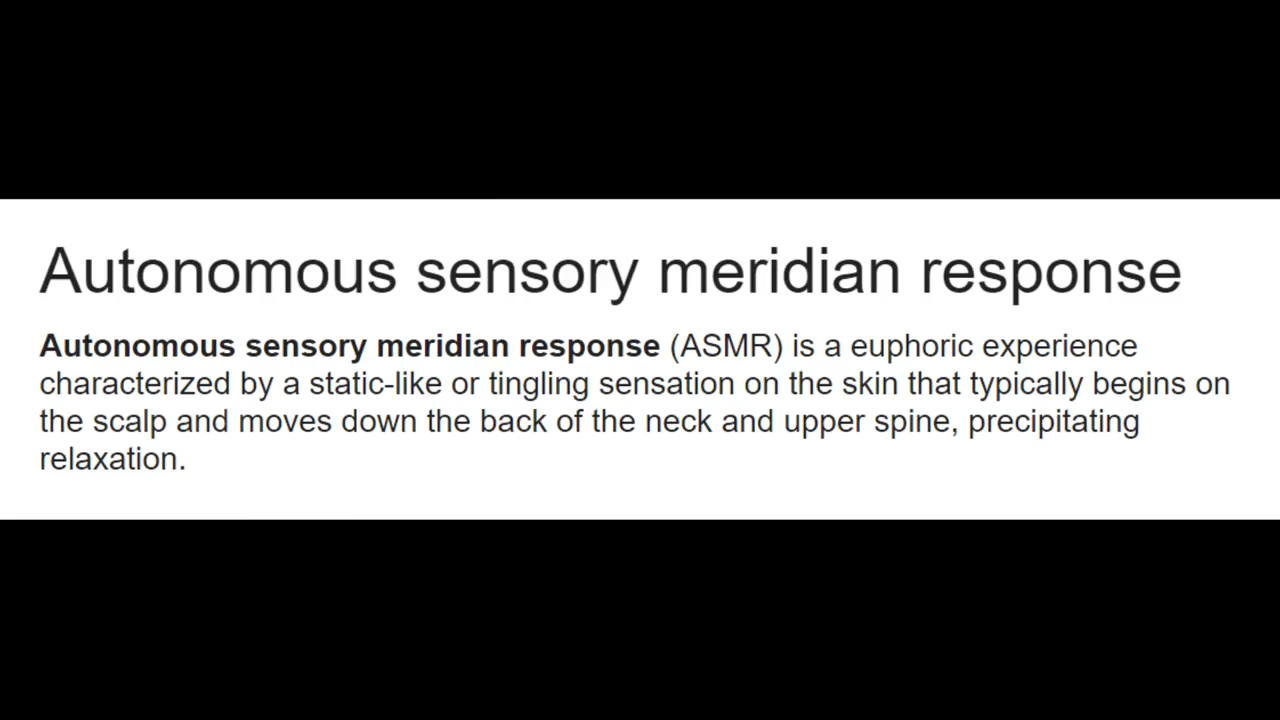 Autonomous sensory meridian response
Autonomous sensory meridian response (ASMR) is a euphoric experience
characterized by a static-like or tingling sensation on the skin that typically begins on
the scalp and moves down the back of the neck and upper spine, precipitating
relaxation.